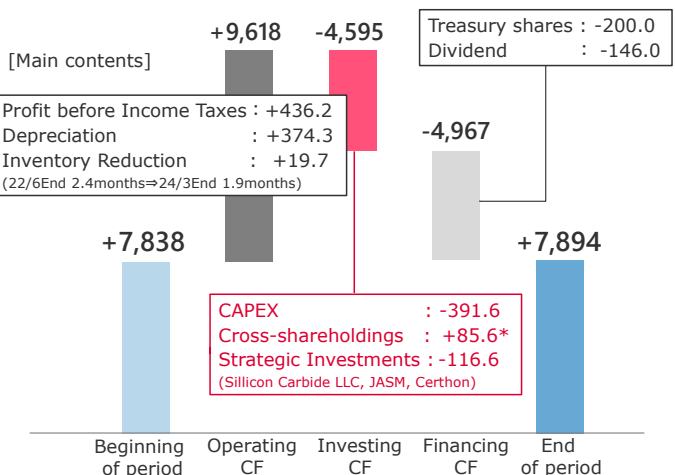 +9,618
-4,595
[Main contents]
Treasury shares : -200.0
Dividend : -146.0
Profit before Income Taxes : +436.2
Depreciation : +374.3
Inventory Reduction : +19.7
(22/6End 2.4months⇒24/3End 1.9months)
-4,967
+7,838
+7,894
CAPEX : -391.6
Cross-shareholdings : +85.6*
Strategic Investments : -116.6
(Sillicon Carbide LLC, JASM, Certhon)
Beginning
of period
Operating
CF
Investing
CF
Financing
CF
End
of period